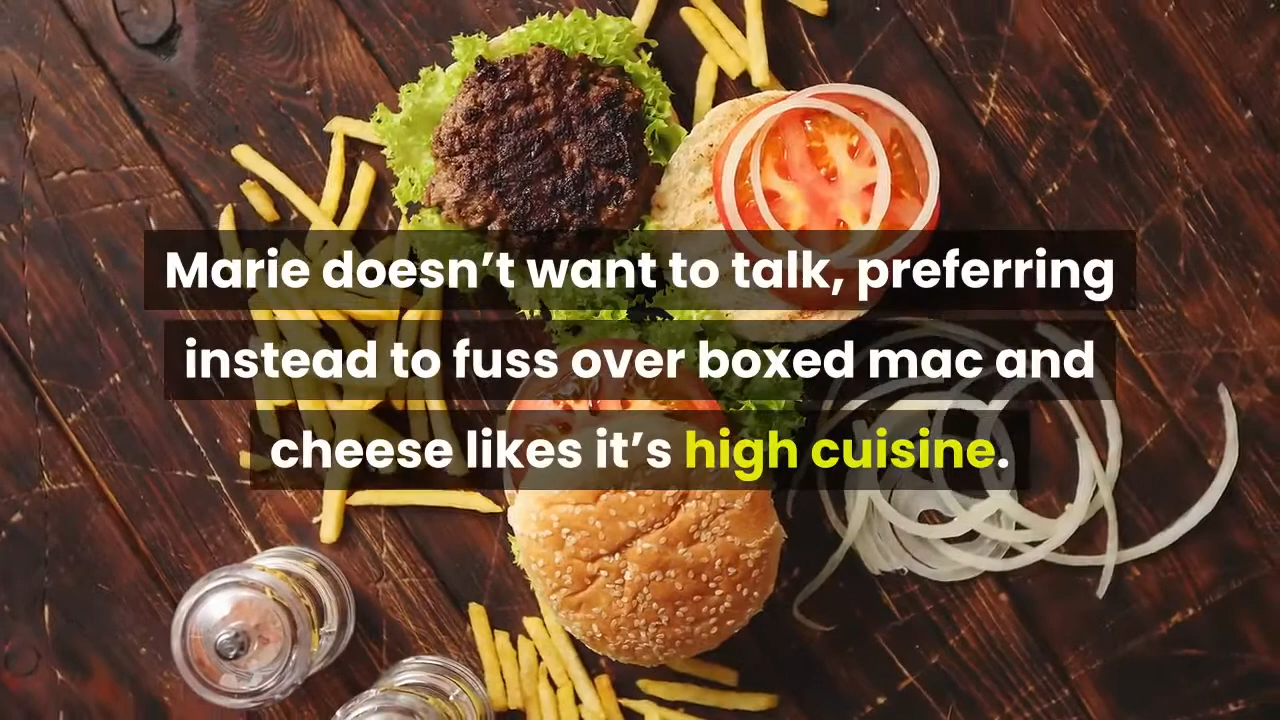 Marie doesn’t want to talk, preferring
instead to fuss over boxed mac and
cheese likes it’s high cuisine.